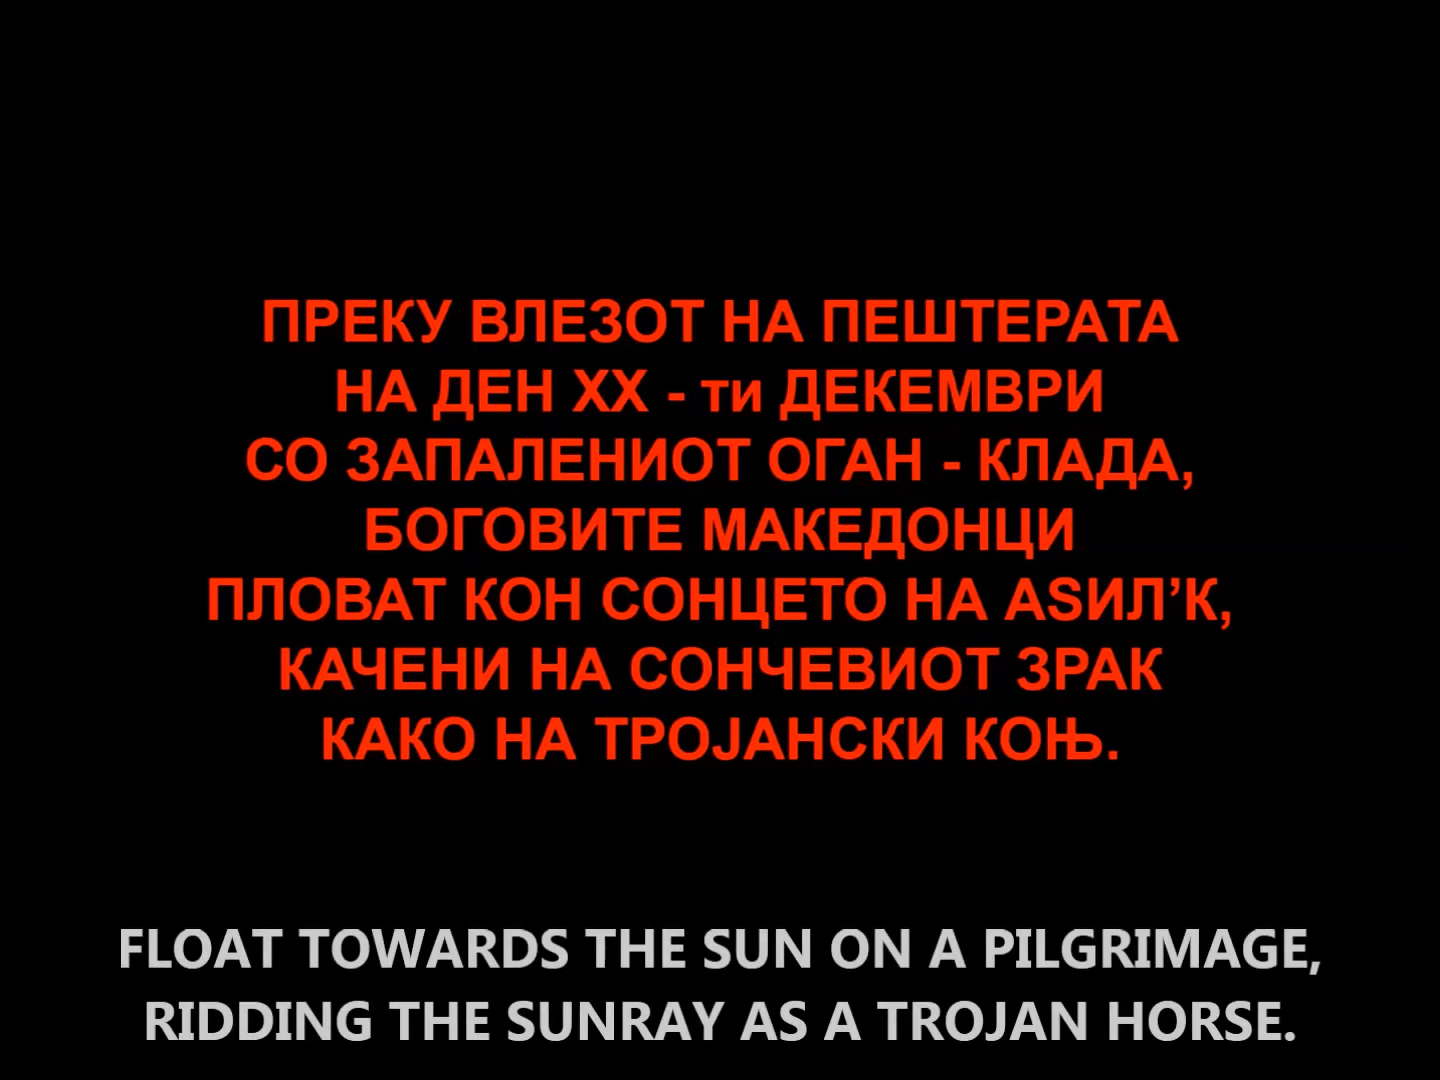 ПРЕКУ ВЛЕЗОТ НА ПЕШТЕРАТА
НА ДЕН XX - ти ДЕКЕМВРИ
СО ЗАПАЛЕНИОТ ОГАН - КЛАДА,
БОГОВИТЕ МАКЕДОНЦИ
ПЛОВАТ КОН СОНЦЕТО НА АЅИЛ’К,
КАЧЕНИ НА СОНЧЕВИОТ ЗРАК
КАКО НА ТРОЈАНСКИ КОЊ.
FLOAT TOWARDS THE SUN ON A PILGRIMAGE,
RIDDING THE SUNRAY AS A TROJAN HORSE.